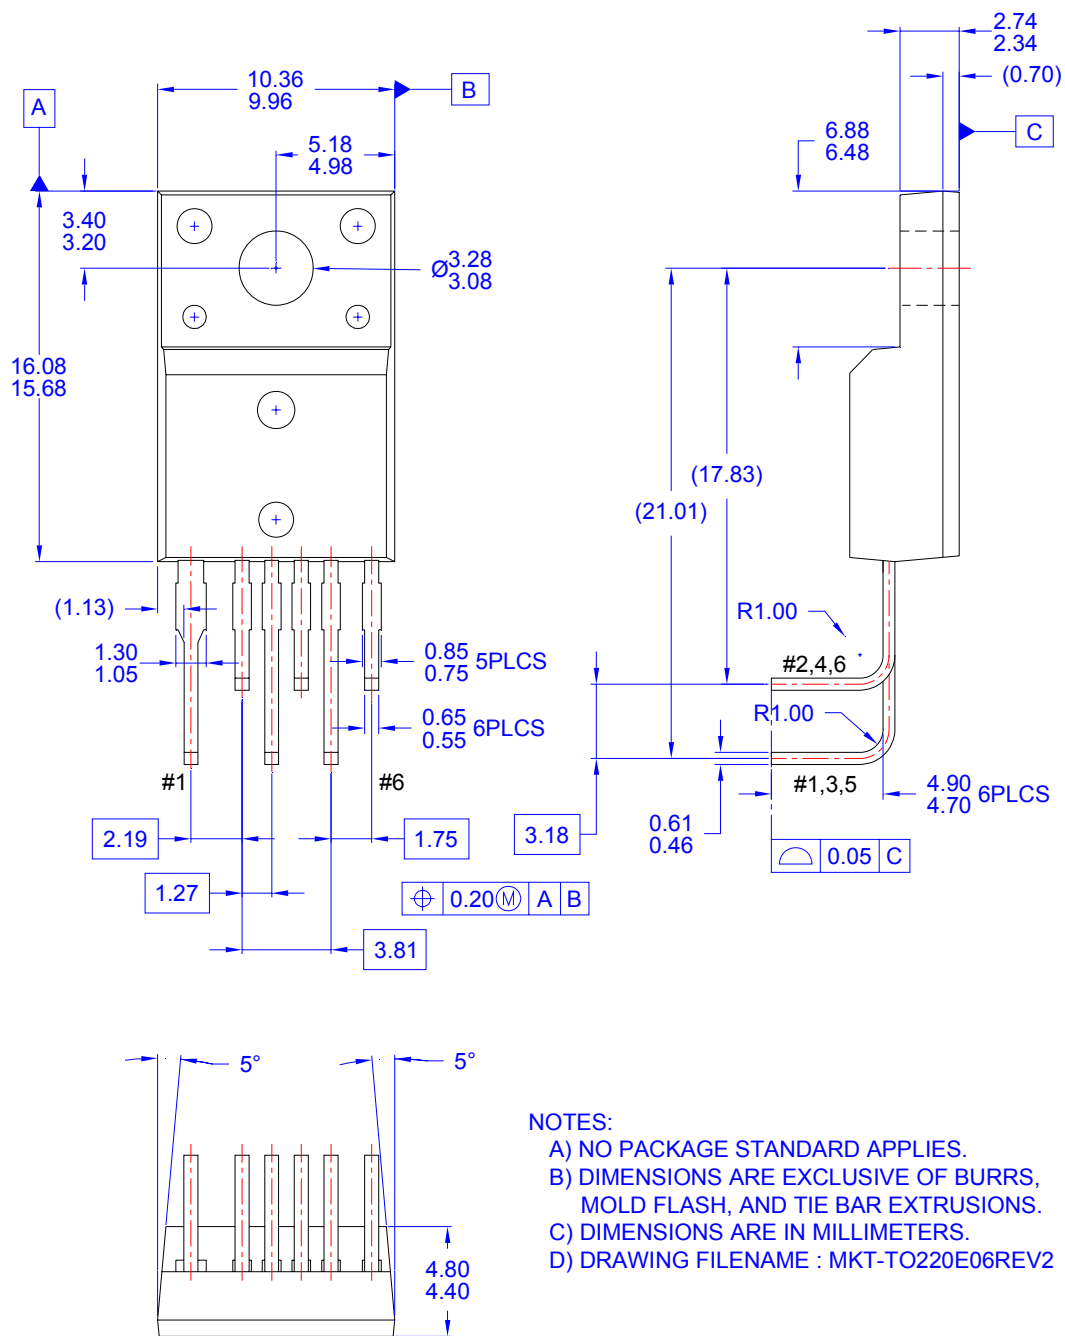 2.74
2.34
(0.70)
10.36
9.96
B
A
C
5.18
4.98
6.88
6.48
3.40
3.20
Ø3.28
3.08
16.08
15.68
(17.83)
(21.01)
(1.13)
R1.00
1.30
1.05
0.85
0.75 5PLCS
#2,4,6
0.65
0.55 6PLCS
R1.00
#1
#6
#1,3,5
4.90
4.70 6PLCS
2.19
1.75
3.18
0.61
0.46
0.05 C
1.27
0.20Ⓜ A B
3.81
5°
5°
4.80
4.40
NOTES:
A) NO PACKAGE STANDARD APPLIES.
B) DIMENSIONS ARE EXCLUSIVE OF BURRS,
MOLD FLASH, AND TIE BAR EXTRUSIONS.
C) DIMENSIONS ARE IN MILLIMETERS.
D) DRAWING FILENAME : MKT-TO220E06REV2